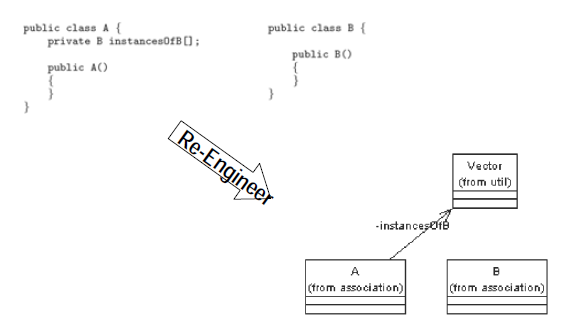 public class A {
private B instancesOfB[];
public A()
{
}
}
public class B {
public B()
{
}
}
Re-Engineer
Vector
(from util)
-instancesOfB
A
(from association)
B
(from association)